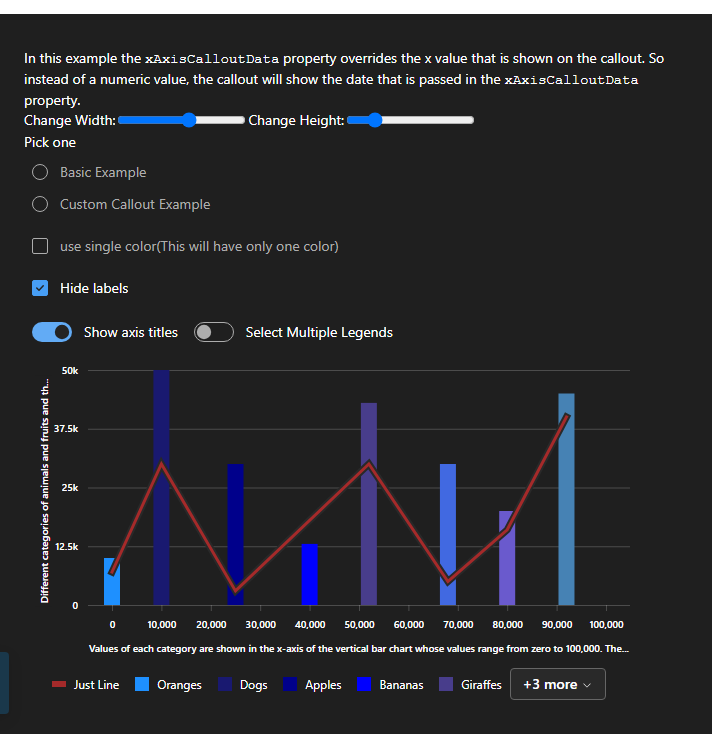 In this example the xAxisCalloutData property overrides the x value that is shown on the callout. So
instead of a numeric value, the callout will show the date that is passed in the xAxisCalloutData
property.
Change Width: Change Height:
Pick one
Basic Example
Custom Callout Example
use single color(This will have only one color)
Hide labels
Show axis titles Select Multiple Legends
Different categories of animals and fruits and th...
50k
37.5k
25k
12.5k
0
0 10,000 20,000 30,000 40,000 50,000 60,000 70,000 80,000 90,000 100,000
Values of each category are shown in the x-axis of the vertical bar chart whose values range from zero to 100,000. The...
Just Line Oranges Dogs Apples Bananas Giraffes +3 more